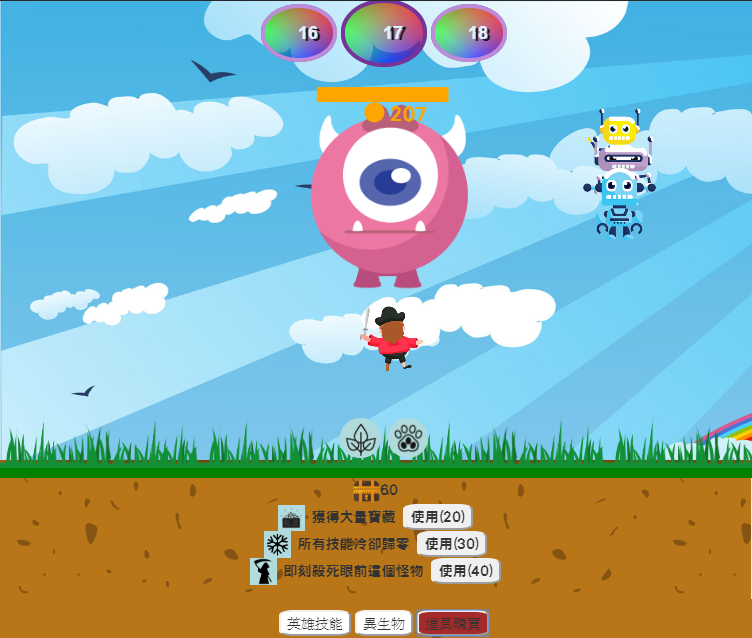 16 17 18
207
60
獲得大量寶藏 使用(20)
所有技能冷卻歸零 使用(30)
即刻殺死眼前這個怪物 使用(40)
英雄技能 異生物 道具購買